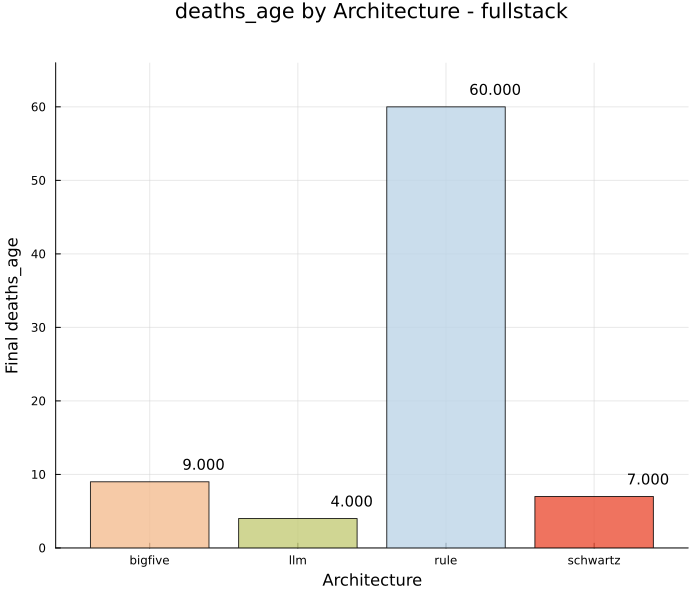 deaths_age by Architecture - fullstack
Final deaths_age
60
50
40
30
20
10
0
9.000
4.000
60.000
7.000
bigfive
llm
rule
schwartz
Architecture